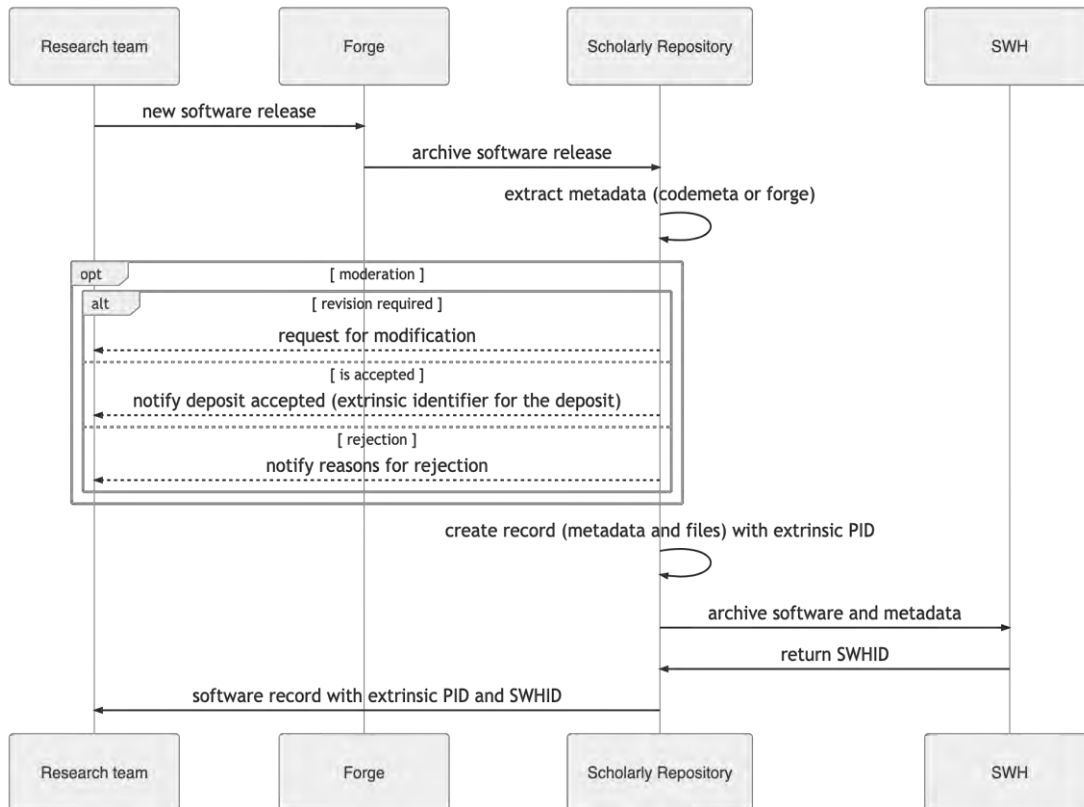 Research team
Forge
Scholarly Repository
SWH
new software release
archive software release
extract metadata (codemeta or forge)
opt
[ moderation ]
alt
[ revision required ]
request for modification
[ is accepted ]
notify deposit accepted (extrinsic identifier for the deposit)
[ rejection ]
notify reasons for rejection
create record (metadata and files) with extrinsic PID
archive software and metadata
return SWHID
software record with extrinsic PID and SWHID
Research team
Forge
Scholarly Repository
SWH